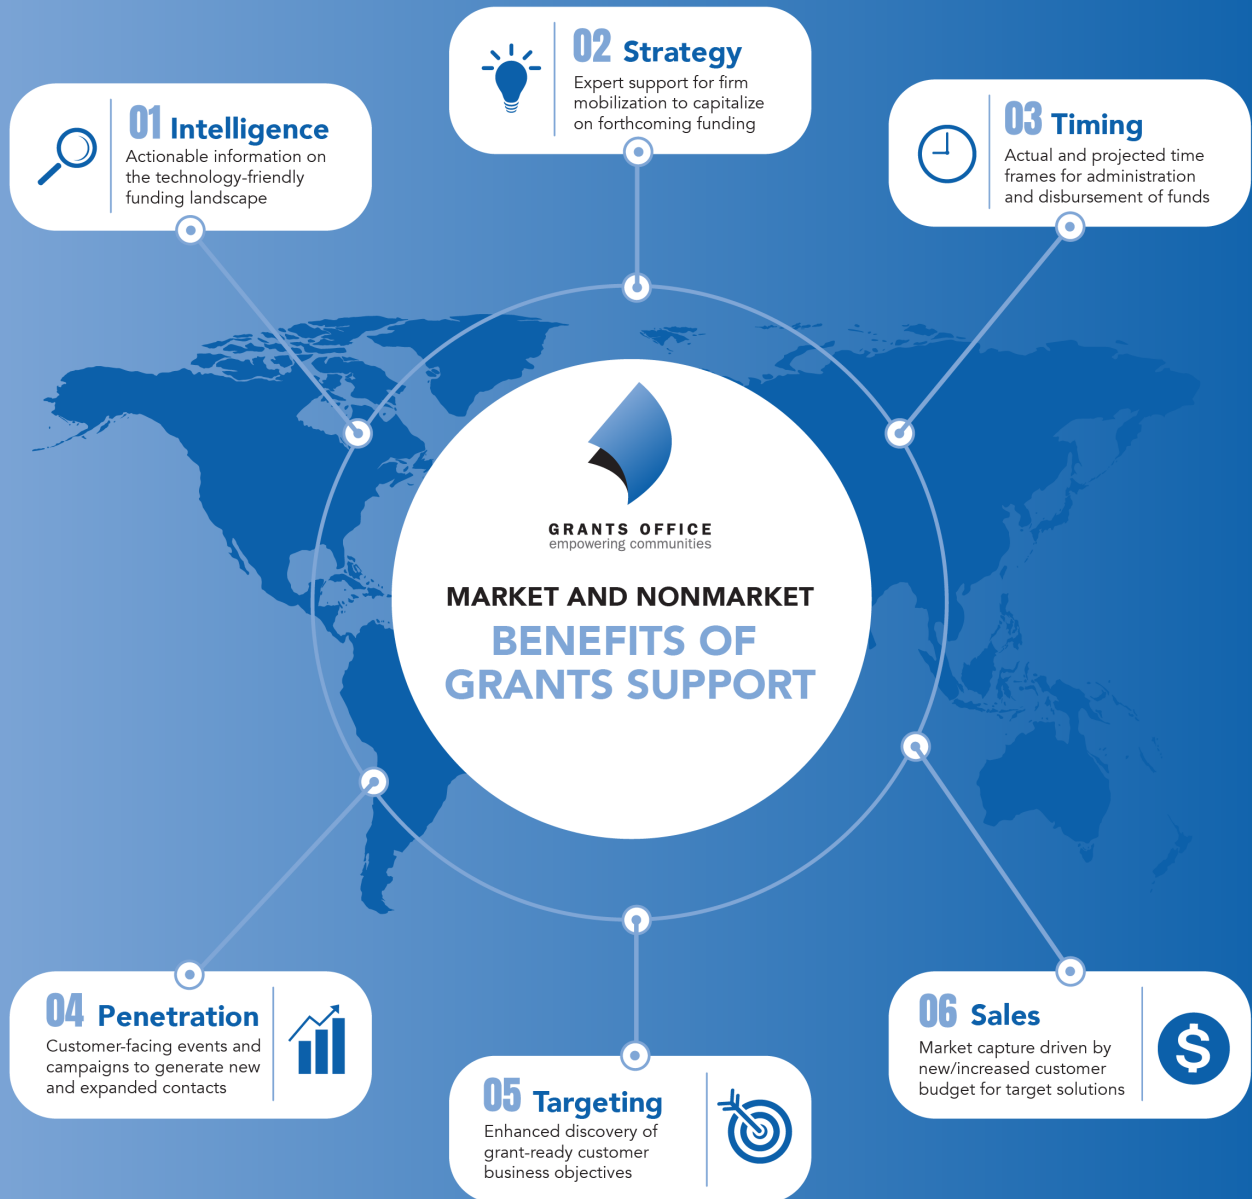 01 Intelligence
Actionable information on
the technology-friendly
funding landscape
02 Strategy
Expert support for firm
mobilization to capitalize
on forthcoming funding
03 Timing
Actual and projected time
frames for administration
and disbursement of funds
GRANTS OFFICE
empowering communities
MARKET AND NONMARKET
BENEFITS OF
GRANTS SUPPORT
04 Penetration
Customer-facing events and
campaigns to generate new
and expanded contacts
05 Targeting
Enhanced discovery of
grant-ready customer
business objectives
06 Sales
Market capture driven by
new/increased customer
budget for target solutions
$